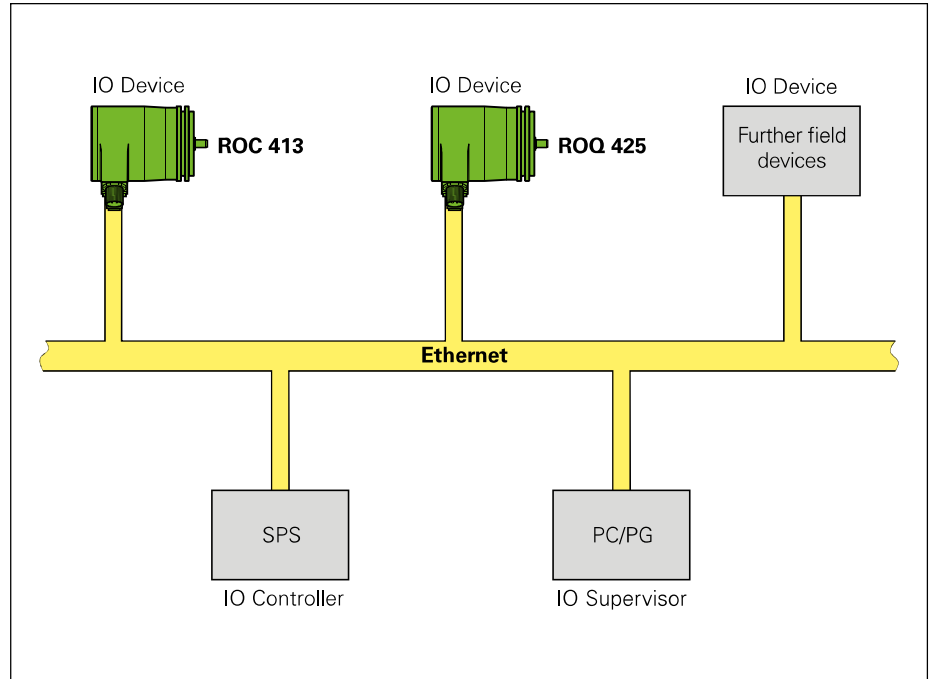 IO Device
IO Device
IO Device
ROC 413
ROQ 425
Further field
devices
Ethernet
SPS
PC/PG
IO Controller
IO Supervisor